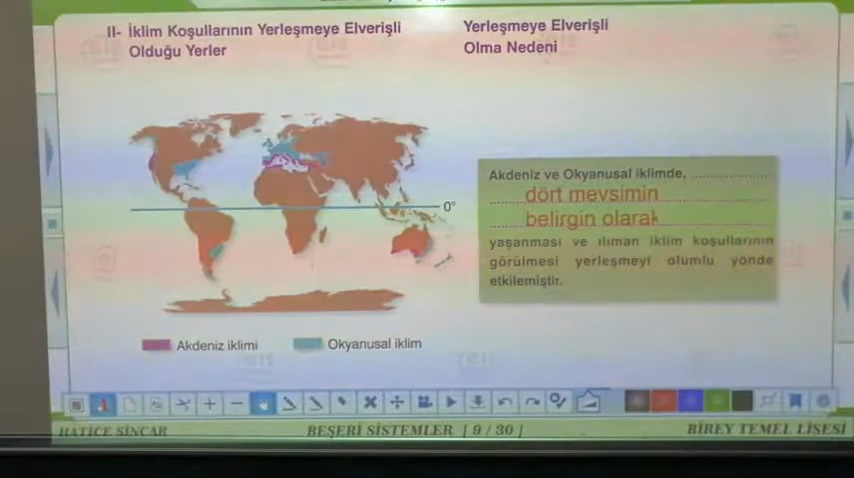 II- İklim Koşullarının Yerleşmeye Elverişli
Olduğu Yerler
Yerleşmeye Elverişli
Olma Nedeni
0°
Akdeniz ve Okyanusal iklimde, ....................
dört mevsimin
belirgin olarak
yaşanması ve ılıman iklim koşullarının
görülmesi yerleşmeyi olumlu yönde
etkilemiştir.
Akdeniz iklimi
Okyanusal iklim
HATİCE SİNCAR
BEŞERİ SİSTEMLER [ 9 / 30 ]
BİREY TEMEL LİSESİ